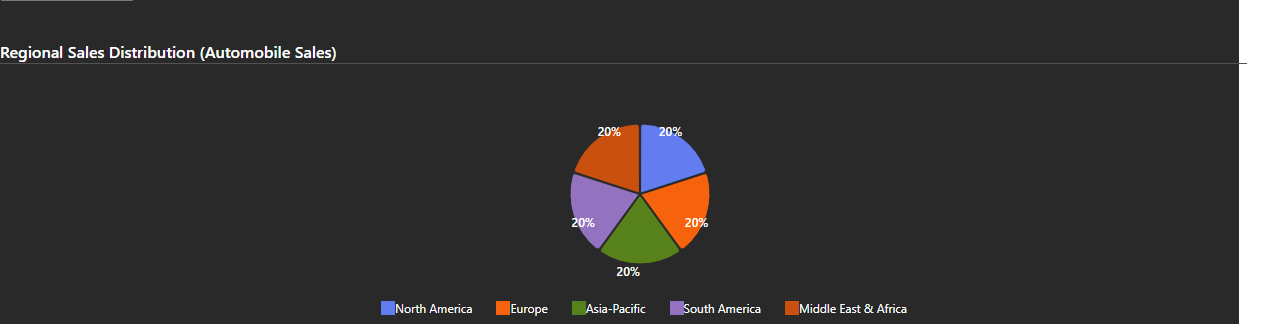 Regional Sales Distribution (Automobile Sales)
20% 20%
20% 20%
20%
North America Europe Asia-Pacific South America Middle East & Africa